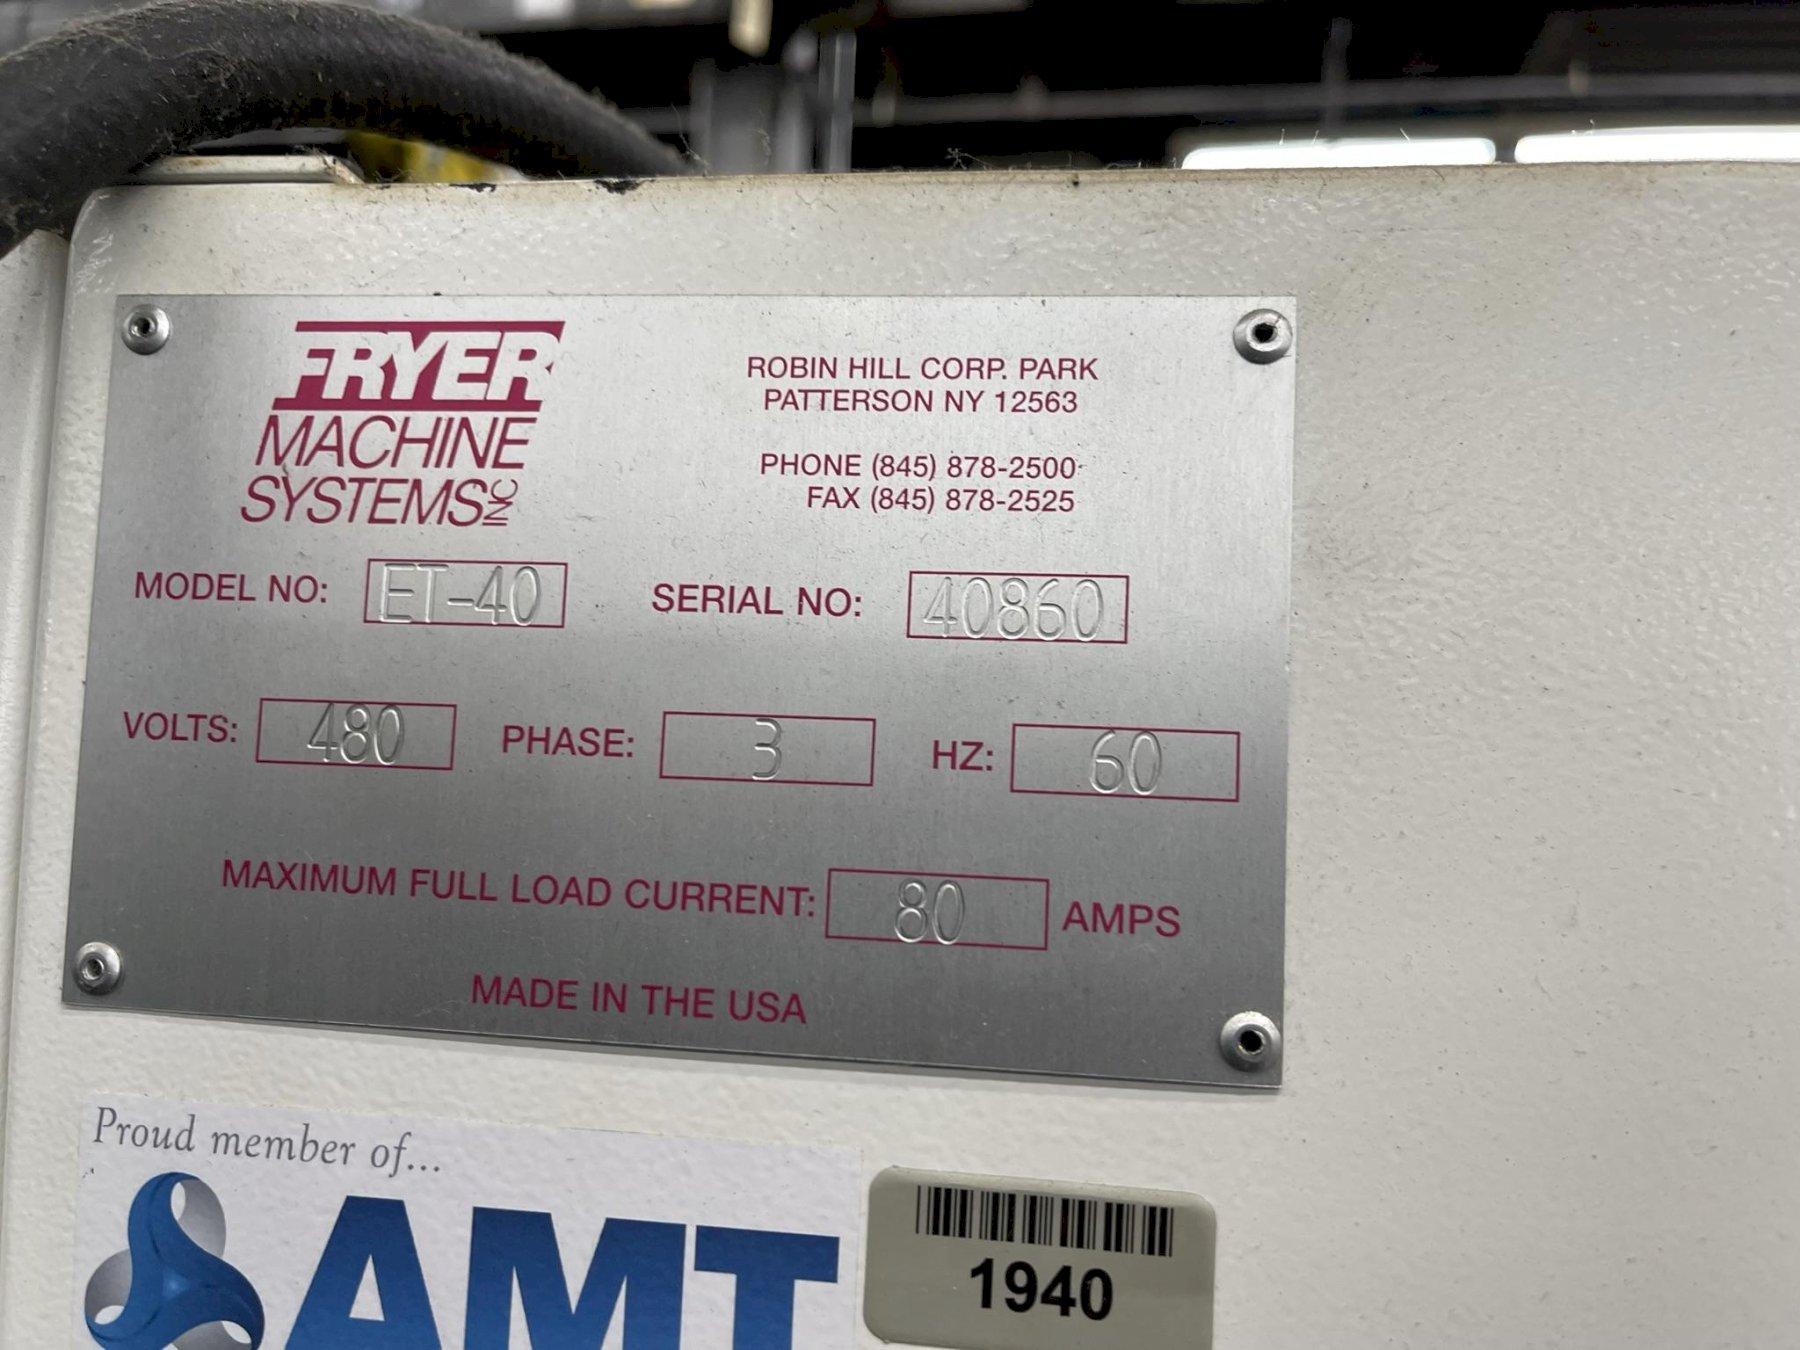 FRYER
MACHINE
SYSTEMS INC
ROBIN HILL CORP. PARK
PATTERSON NY 12563
PHONE (845) 878-2500
FAX (845) 878-2525
MODEL NO: ET-40 SERIAL NO: 40860
VOLTS: 480 PHASE: 3 HZ: 60
MAXIMUM FULL LOAD CURRENT: 80 AMPS
MADE IN THE USA
Proud member of...
AMT
1940